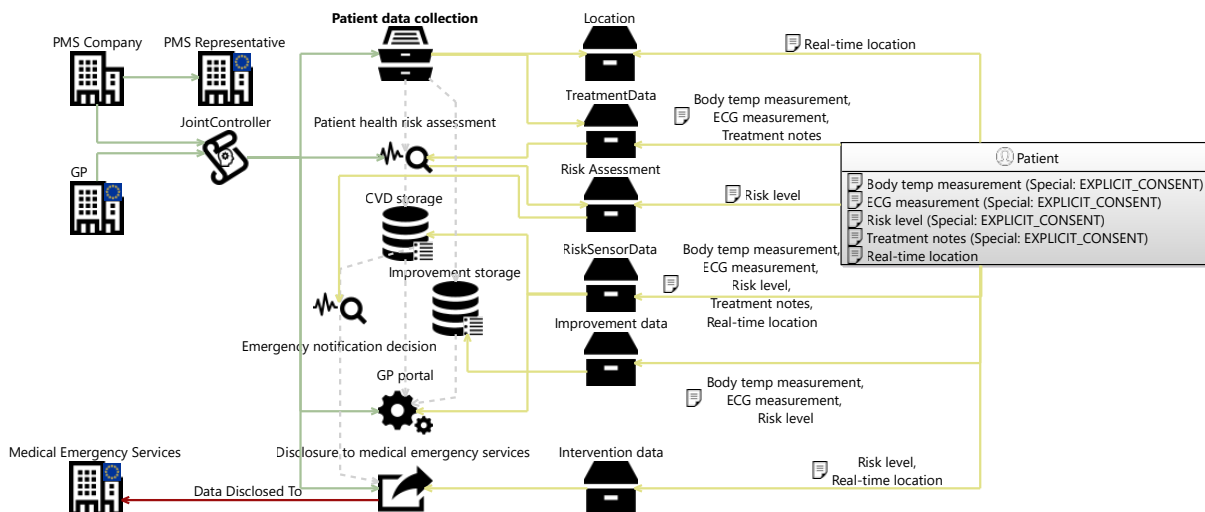 Patient data collection
Location
PMS Company
PMS Representative
Real-time location
TreatmentData
Body temp measurement,
ECG measurement,
Treatment notes
JointController
Patient health risk assessment
Patient
GP
Risk Assessment
Body temp measurement (Special: EXPLICIT_CONSENT)
ECG measurement (Special: EXPLICIT_CONSENT)
Risk level (Special: EXPLICIT_CONSENT)
Treatment notes (Special: EXPLICIT_CONSENT)
Real-time location
Risk level
CVD storage
RiskSensorData
Body temp measurement,
ECG measurement,
Risk level,
Treatment notes,
Real-time location
Improvement storage
Improvement data
Emergency notification decision
GP portal
Body temp measurement,
ECG measurement,
Risk level
Medical Emergency Services
Disclosure to medical emergency services
Intervention data
Risk level,
Real-time location
Data Disclosed To